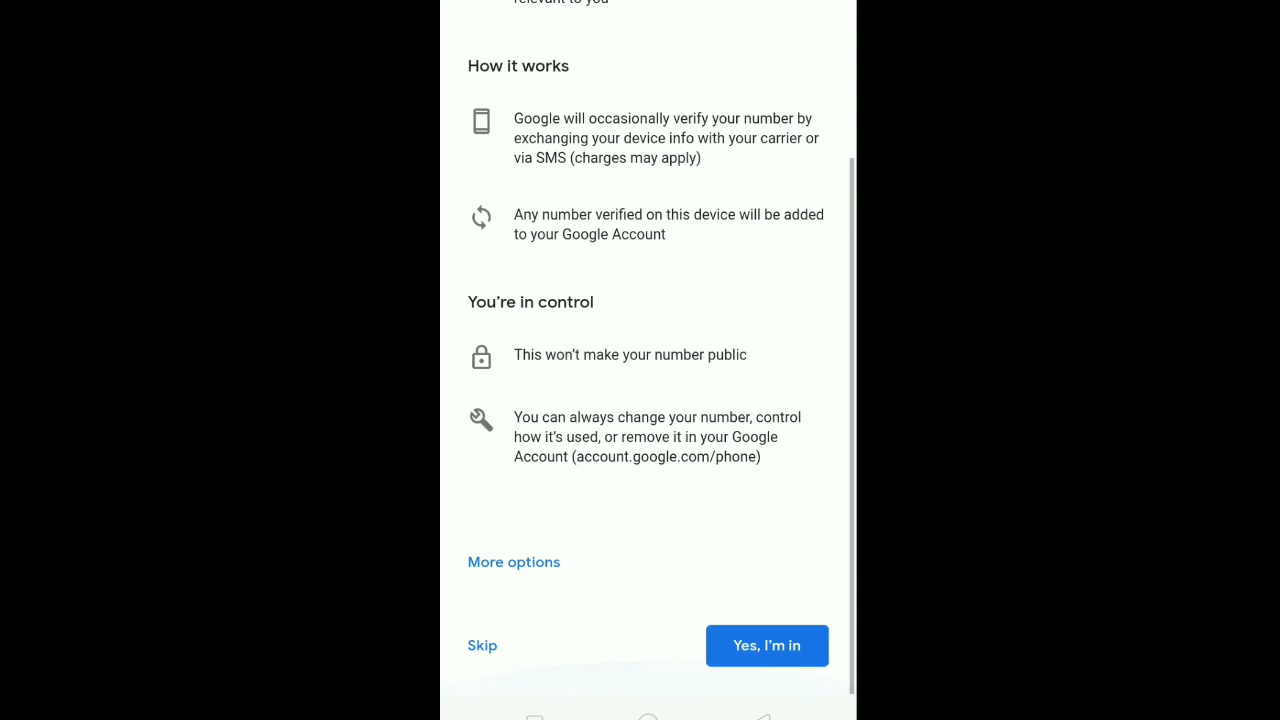 relevant to you
How it works
Google will occasionally verify your number by
exchanging your device info with your carrier or
via SMS (charges may apply)
Any number verified on this device will be added
to your Google Account
You’re in control
This won’t make your number public
You can always change your number, control
how it’s used, or remove it in your Google
Account (account.google.com/phone)
More options
Skip
Yes, I’m in